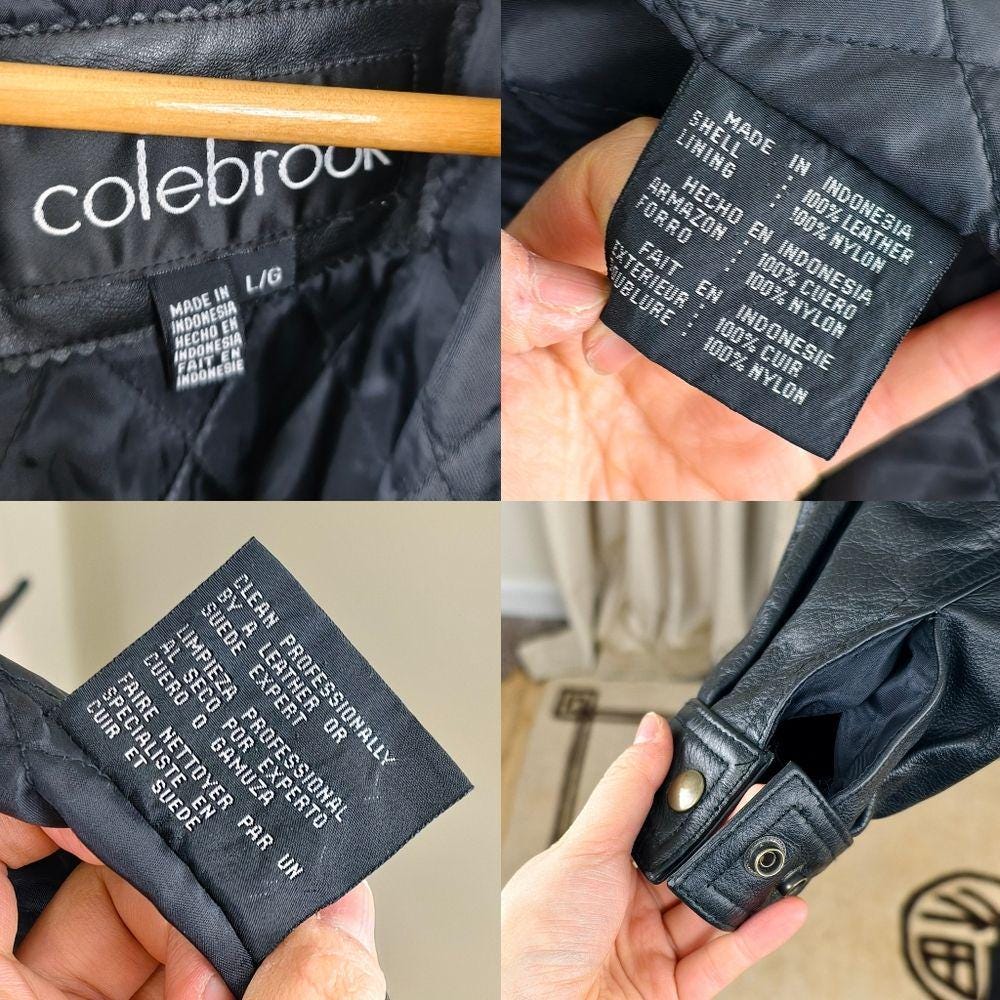 colebrook
L/G
MADE IN
INDONESIA
HECHO EN
INDONESIA
FAIT EN
INDONESIE
MADE IN INDONESIA
SHELL : 100% LEATHER
LINING : 100% NYLON
HECHO EN INDONESIA
ARMAZON : 100% CUERO
FORRO : 100% NYLON
FAIT EN INDONESIE
EXTERIEUR : 100% CUIR
DOUBLURE : 100% NYLON
CLEAN PROFESSIONALLY
BY A LEATHER OR
SUEDE EXPERT
LIMPIEZA PROFESSIONAL
AL SECO POR EXPERTO
CUERO O GAMUZA
FAIRE NETTOYER PAR UN
SPECIALISTE EN
CUIR ET SUEDE